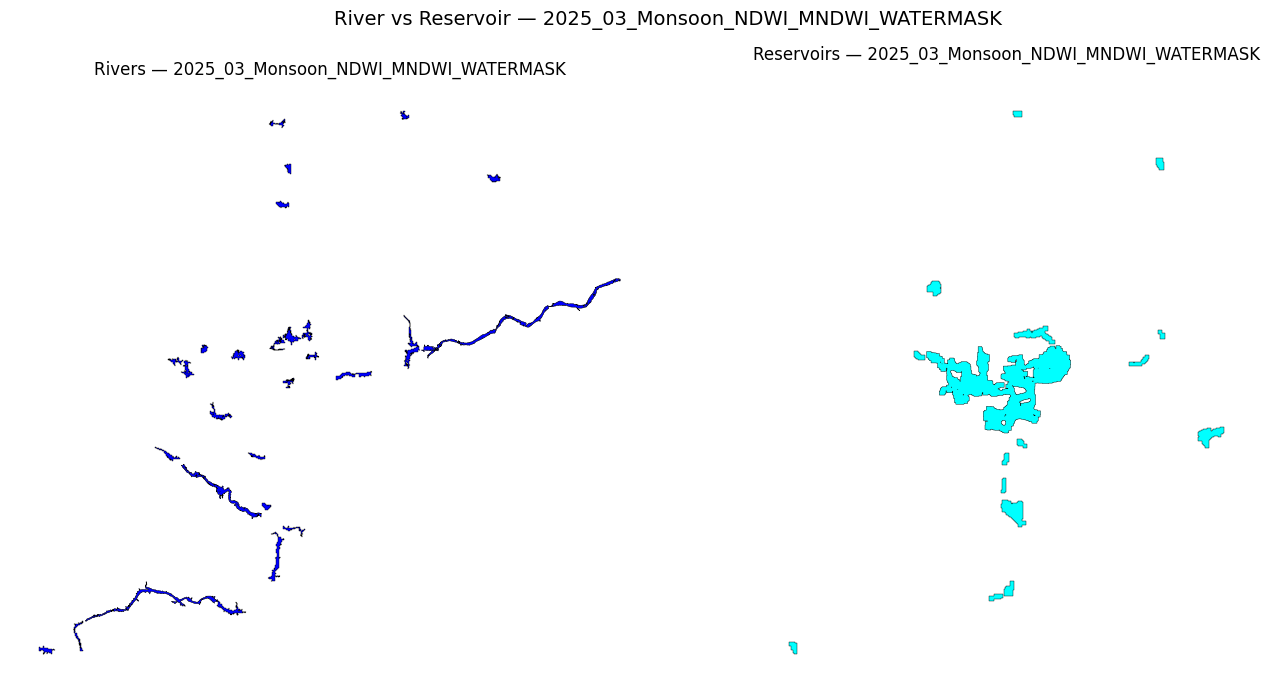 River vs Reservoir — 2025_03_Monsoon_NDWI_MNDWI_WATERMASK
Rivers — 2025_03_Monsoon_NDWI_MNDWI_WATERMASK
Reservoirs — 2025_03_Monsoon_NDWI_MNDWI_WATERMASK